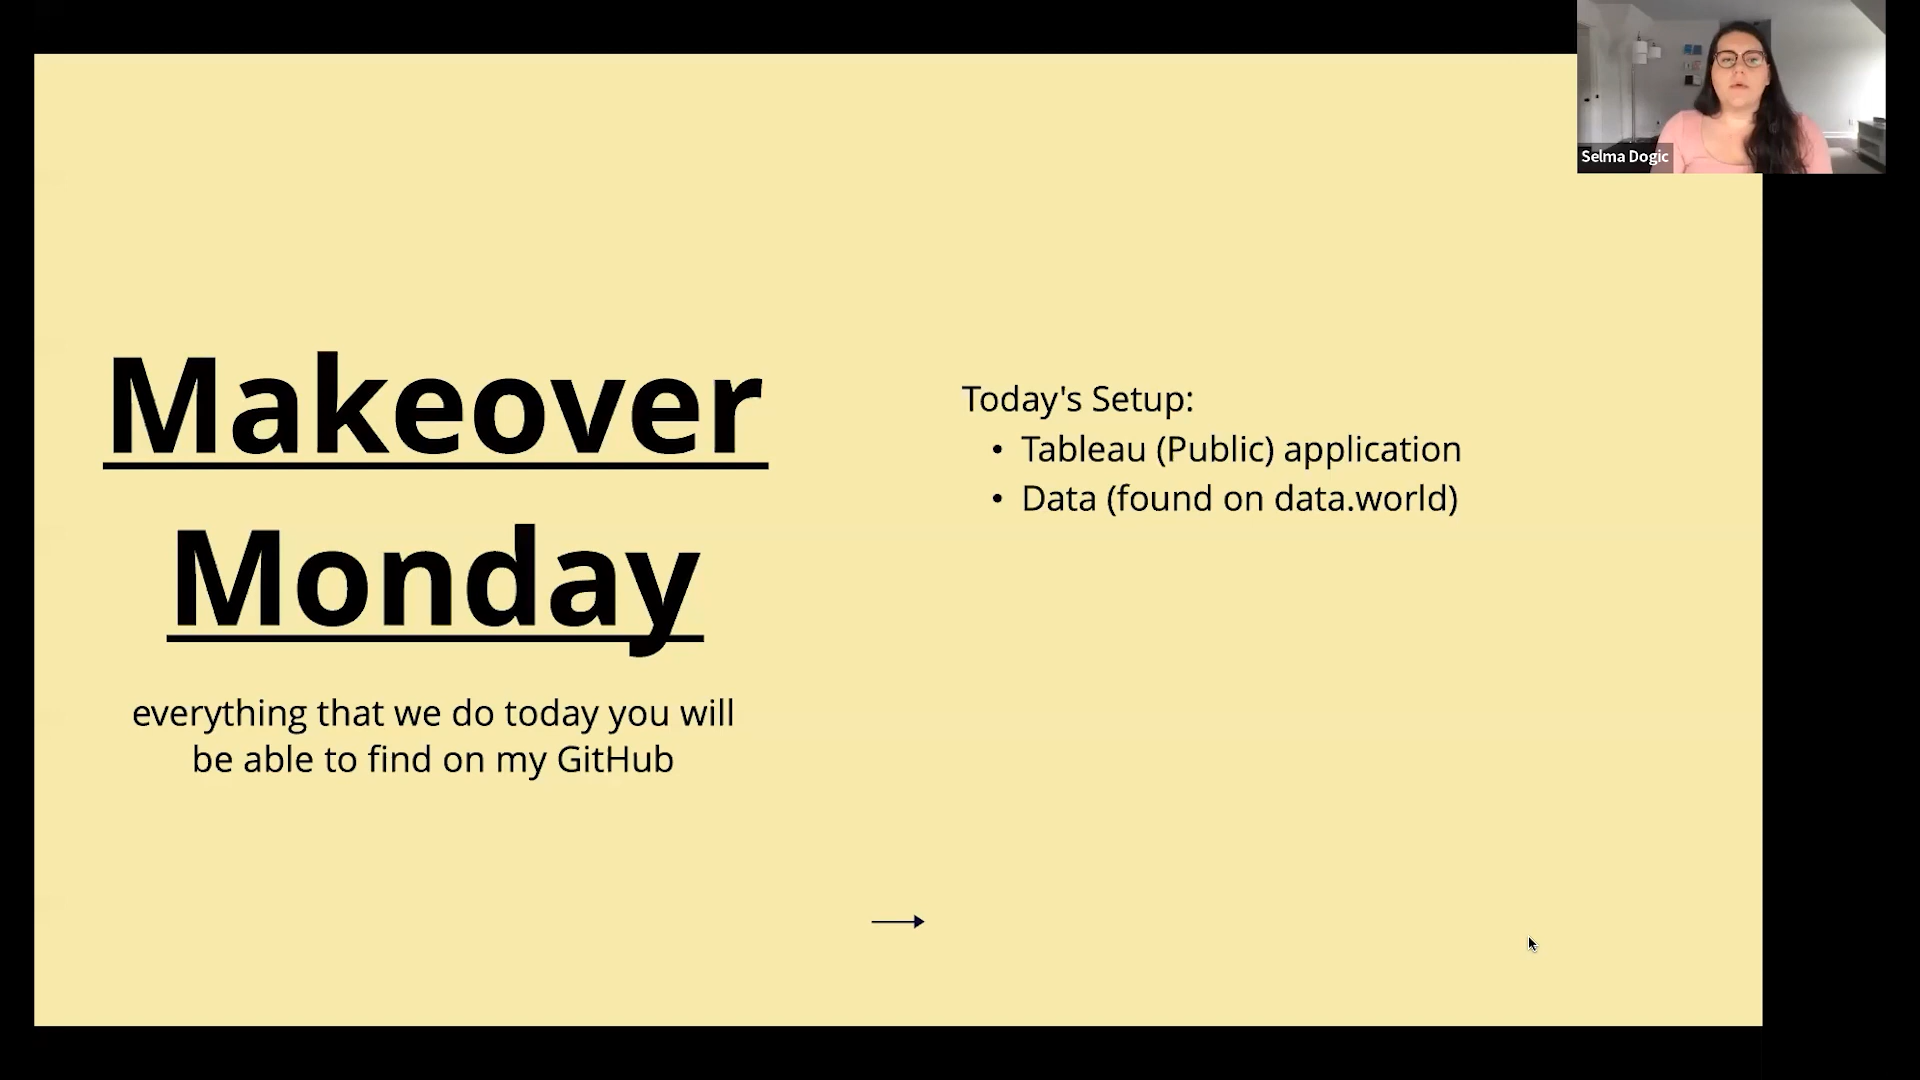 Selma Dogic
Makeover
Monday
everything that we do today you will
be able to find on my GitHub
Today's Setup:
• Tableau (Public) application
• Data (found on data.world)